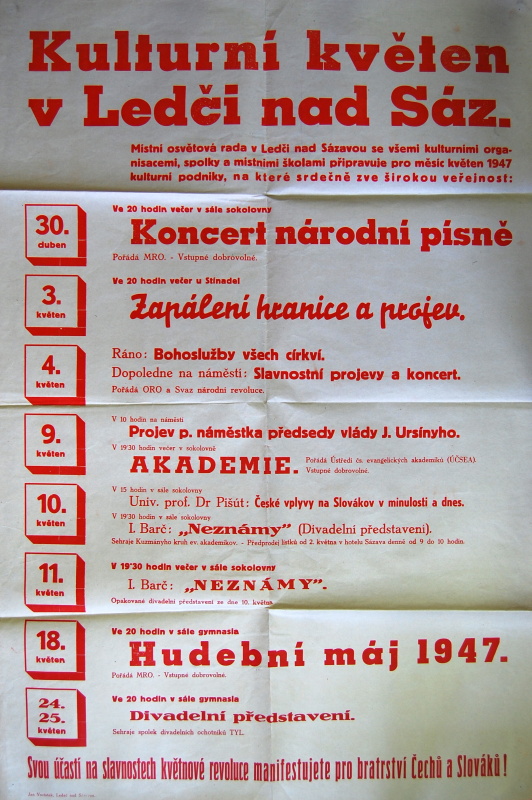 Kulturní květen
v Ledči nad Sáz.
Místní osvětová rada v Ledči nad Sázavou se všemi kulturními orga-
nisacemi, spolky a místními školami připravuje pro měsíc květen 1947
kulturní podniky, na které srdečně zve širokou veřejnost:
30.
duben
Ve 20 hodin večer v sále sokolovny
Koncert národní písně
Pořádá MRO. - Vstupné dobrovolné.
3.
květen
Ve 20 hodin večer u Stínadel
Zapálení hranice a projev.
4.
květen
Ráno: Bohoslužby všech církví.
Dopoledne na náměstí: Slavnostní projevy a koncert.
Pořádá ORO a Svaz národní revoluce.
9.
květen
V 10 hodin na náměstí
Projev p. náměstka předsedy vlády J. Ursínyho.
V 19'30 hodin večer v sokolovně
AKADEMIE. Pořádá Ústředí čs. evangelických akademiků (ÚČSEA).
Vstupné dobrovolné.
10.
květen
V 15 hodin v sále sokolovny
Univ. prof. Dr Pišút: České vplyvy na Slovákov v minulosti a dnes.
V 19'30 hodin v sále sokolovny
I. Barč: „Neznámy" (Divadelní představení).
Sehraje Kuzmányho kruh ev. akademikov. - Předprodej lístků od 2. května v hotelu Sázava denně od 9 do 10 hodin.
11.
květen
V 19'30 hodin večer v sále sokolovny
I. Barč: „NEZNÁMY".
Opakované divadelní představení ze dne 10. května
18.
květen
Ve 20 hodin v sále gymnasia
Hudební máj 1947.
Pořádá MRO. - Vstupné dobrovolné.
24.
25.
květen
Ve 20 hodin v sále gymnasia
Divadelní představení.
Sehraje spolek divadelních ochotníků TYL.
Svou účastí na slavnostech květnové revoluce manifestujete pro bratrství Čechů a Slováků!